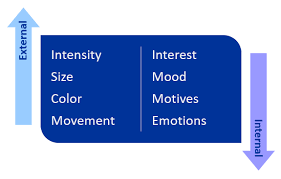 External
Intensity
Size
Color
Movement
Interest
Mood
Motives
Emotions
Internal